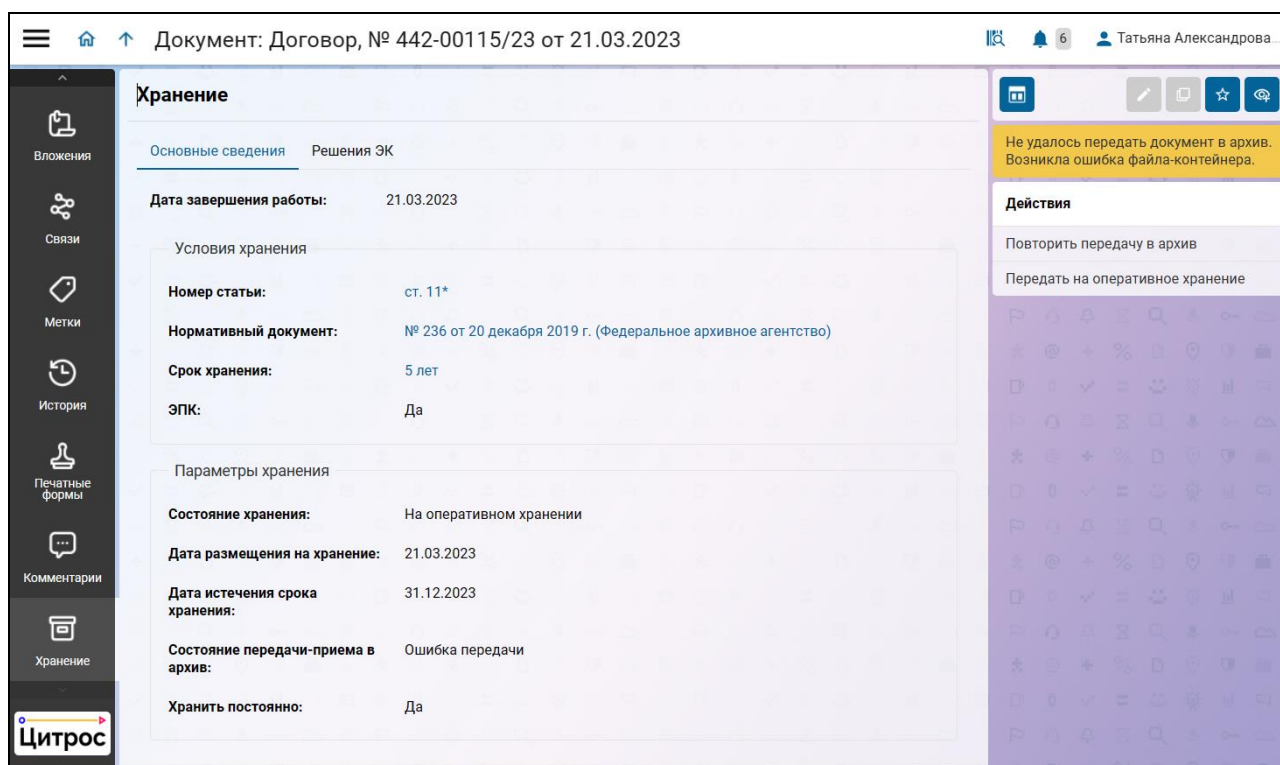 Документ: Договор, № 442-00115/23 от 21.03.2023
6
Татьяна Александрова...
Вложения
Связи
Метки
История
Печатные
формы
Комментарии
Хранение
Цитрос
Хранение
Основные сведения
Решения ЭК
Дата завершения работы: 21.03.2023
Условия хранения
Номер статьи: ст. 11*
Нормативный документ: № 236 от 20 декабря 2019 г. (Федеральное архивное агентство)
Срок хранения: 5 лет
ЭПК: Да
Параметры хранения
Состояние хранения: На оперативном хранении
Дата размещения на хранение: 21.03.2023
Дата истечения срока 31.12.2023
хранения:
Состояние передачи-приема в Ошибка передачи
архив:
Хранить постоянно: Да
Не удалось передать документ в архив.
Возникла ошибка файла-контейнера.
Действия
Повторить передачу в архив
Передать на оперативное хранение